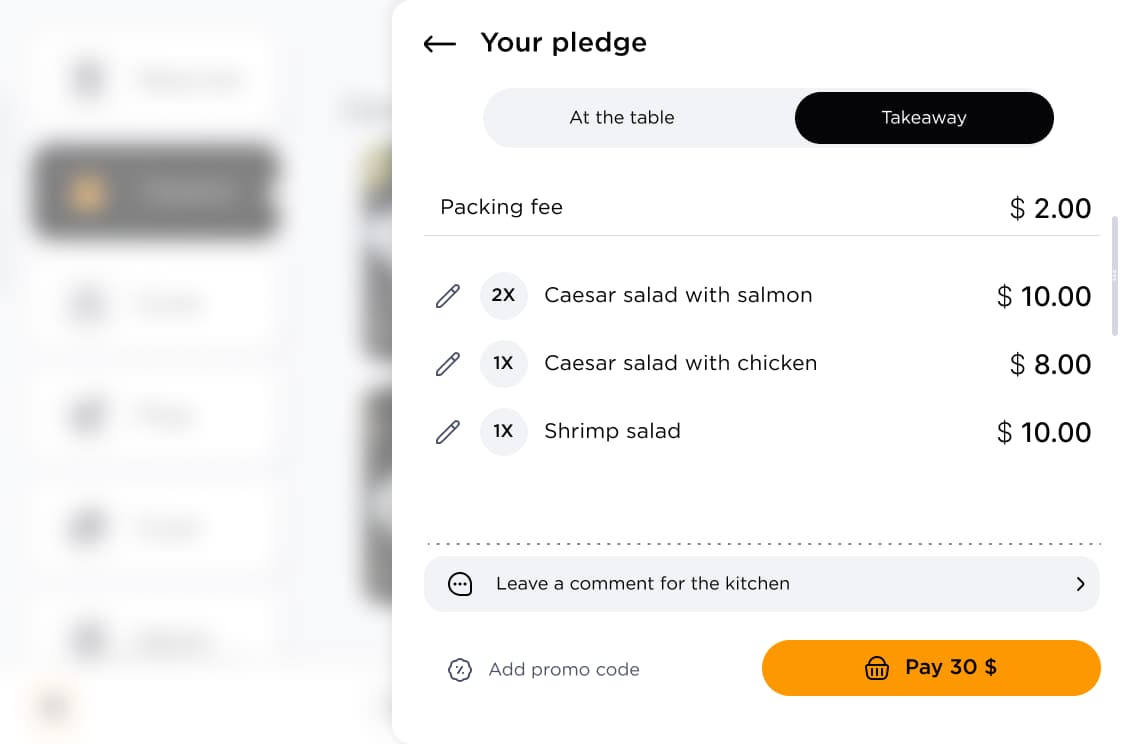 Your pledge
At the table
Takeaway
Packing fee $ 2.00
2X Caesar salad with salmon $ 10.00
1X Caesar salad with chicken $ 8.00
1X Shrimp salad $ 10.00
Leave a comment for the kitchen
Add promo code
Pay 30 $